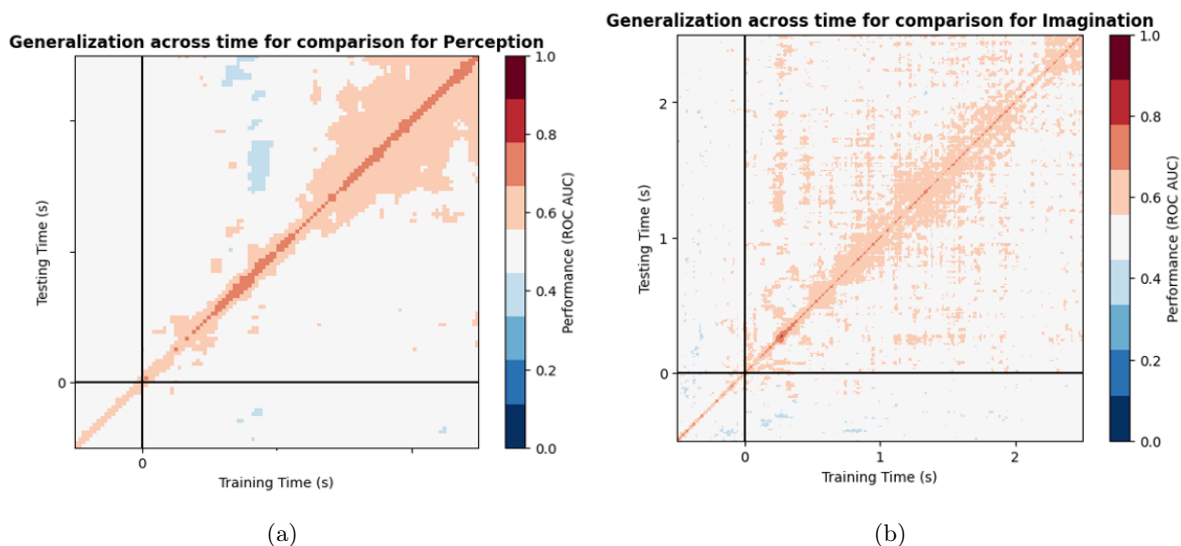 Generalization across time for comparison for Perception
Testing Time (s)
0
0
Training Time (s)
1.0
0.8
0.6
0.4
0.2
0.0
Performance (ROC AUC)
(a)
Generalization across time for comparison for Imagination
Testing Time (s)
2
1
0
0 1 2
Training Time (s)
1.0
0.8
0.6
0.4
0.2
0.0
Performance (ROC AUC)
(b)